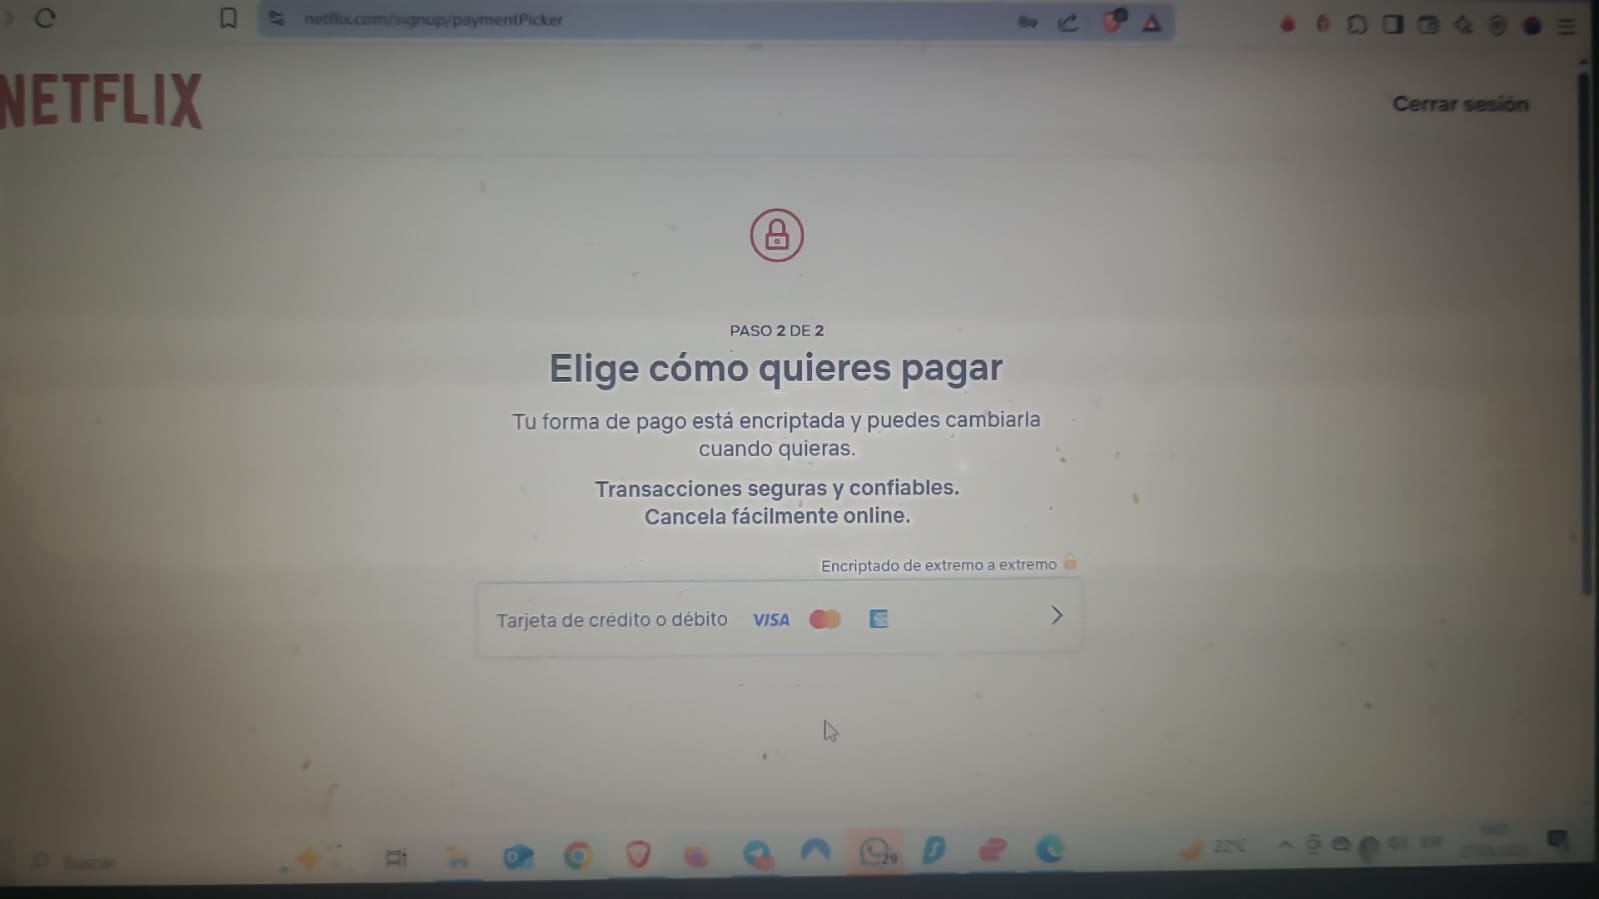 netflix.com/signup/paymentPicker
NETFLIX
Cerrar sesión
PASO 2 DE 2
Elige cómo quieres pagar
Tu forma de pago está encriptada y puedes cambiarla
cuando quieras.
Transacciones seguras y confiables.
Cancela fácilmente online.
Encriptado de extremo a extremo
Tarjeta de crédito o débito VISA
Buscar
29
22°C
ESP